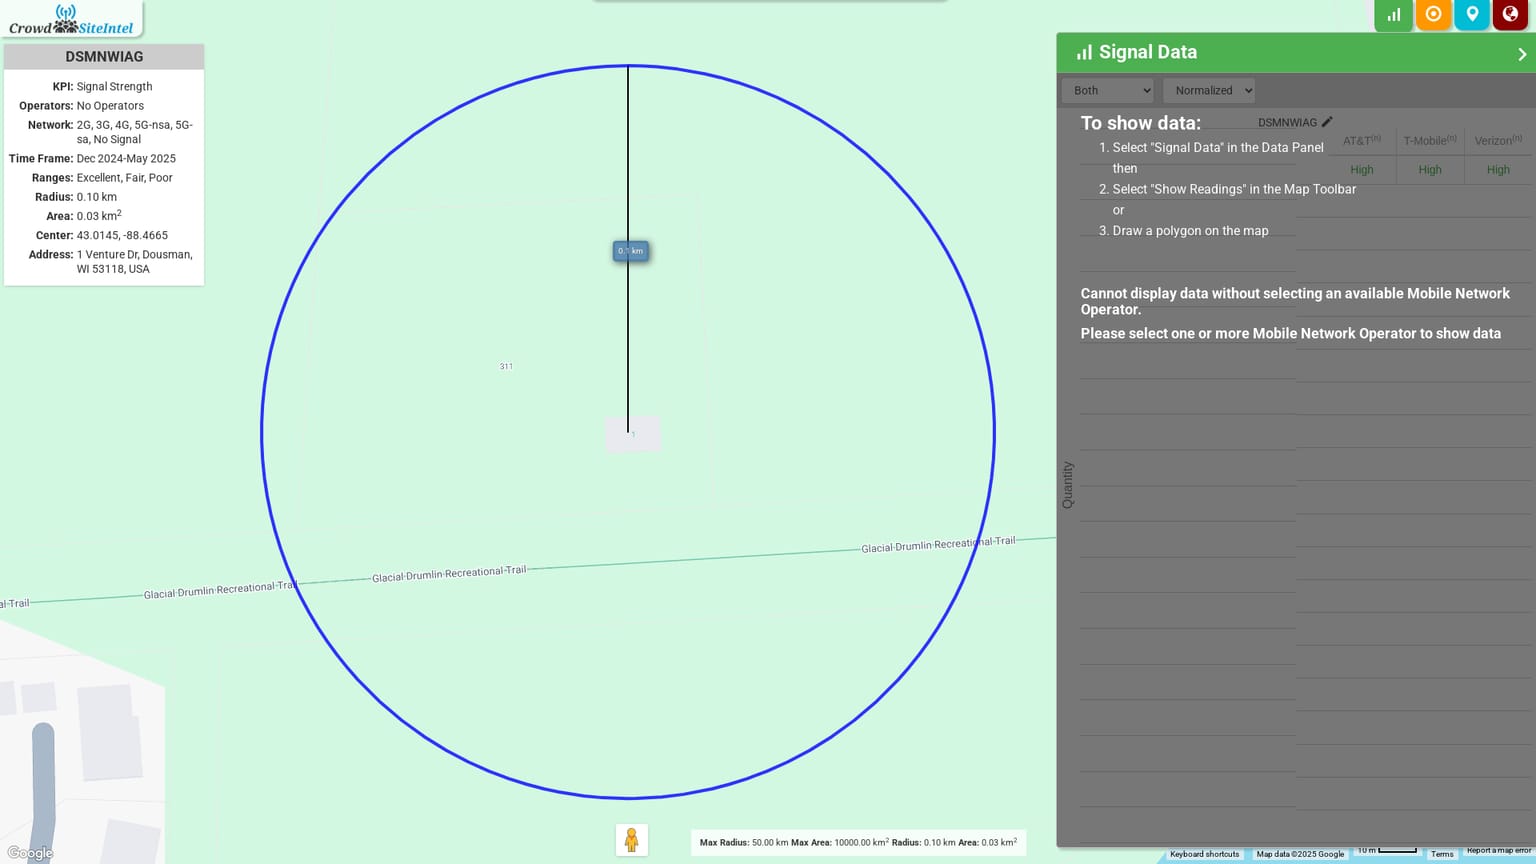 Crowd SiteIntel
DSMNWIAG
KPI: Signal Strength
Operators: No Operators
Network: 2G, 3G, 4G, 5G-nsa, 5G-
sa, No Signal
Time Frame: Dec 2024-May 2025
Ranges: Excellent, Fair, Poor
Radius: 0.10 km
Area: 0.03 km²
Center: 43.0145, -88.4665
Address: 1 Venture Dr, Dousman,
WI 53118, USA
0.1 km
311
1
Glacial Drumlin Recreational Trail
Glacial Drumlin Recreational Trail
Glacial Drumlin Recreational Trail
al Trail
Signal Data
Both
Normalized
To show data:
DSMNWIAG
AT&T(n) T-Mobile(n) Verizon(n)
High High High
1. Select "Signal Data" in the Data Panel
then
2. Select "Show Readings" in the Map Toolbar
or
3. Draw a polygon on the map
Cannot display data without selecting an available Mobile Network
Operator.
Please select one or more Mobile Network Operator to show data
Quantity
Max Radius: 50.00 km Max Area: 10000.00 km² Radius: 0.10 km Area: 0.03 km²
Google
Keyboard shortcuts
Map data ©2025 Google
10 m
Terms
Report a map error